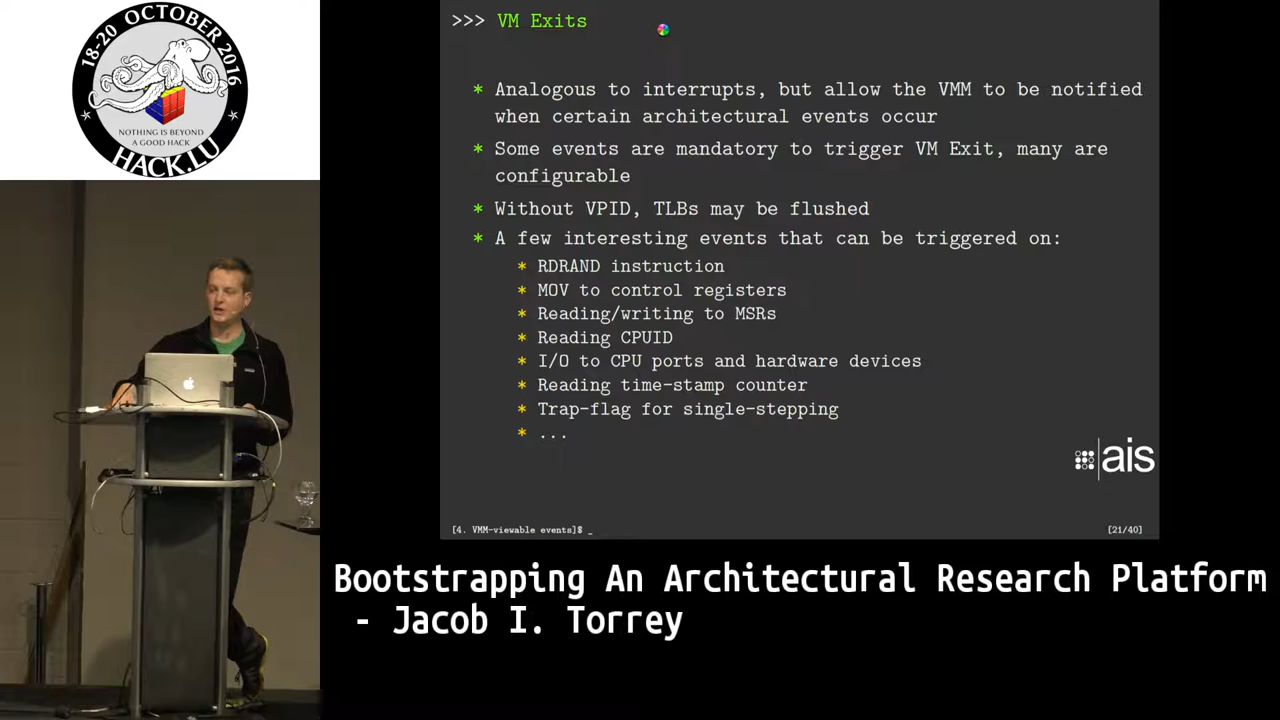 18-20 OCTOBER 2016
NOTHING IS BEYOND
A GOOD HACK
HACK.LU
>>> VM Exits
* Analogous to interrupts, but allow the VMM to be notified
when certain architectural events occur
* Some events are mandatory to trigger VM Exit, many are
configurable
* Without VPID, TLBs may be flushed
* A few interesting events that can be triggered on:
* RDRAND instruction
* MOV to control registers
* Reading/writing to MSRs
* Reading CPUID
* I/O to CPU ports and hardware devices
* Reading time-stamp counter
* Trap-flag for single-stepping
* ...
ais
[4. VMM-viewable events]$ _
[21/40]
Bootstrapping An Architectural Research Platform
- Jacob I. Torrey